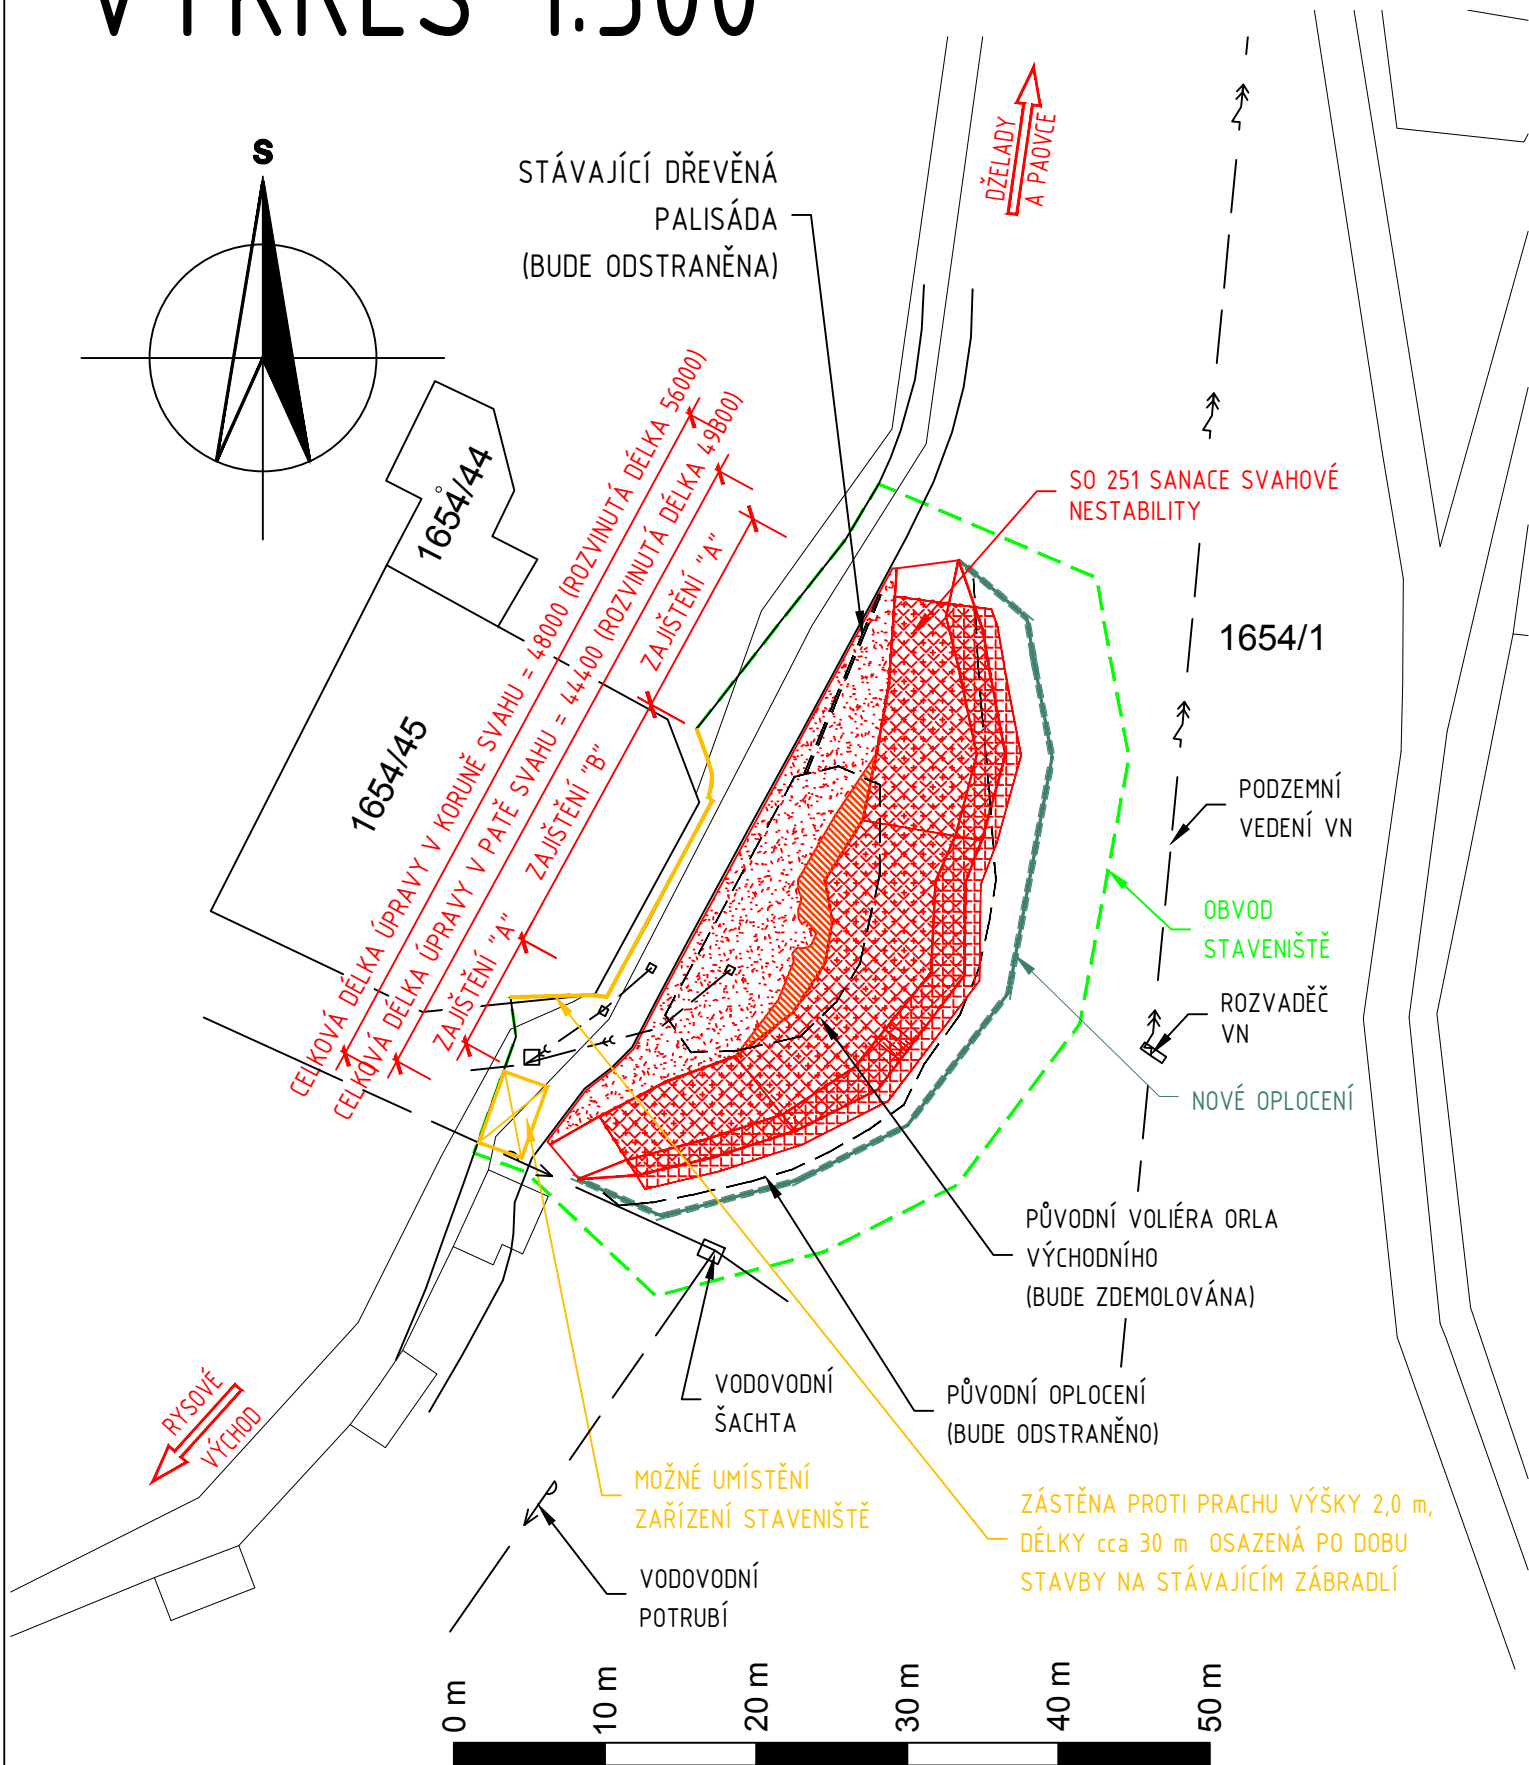 VÝKRES 1:500
S
DŽELADY
A PAOVCE
STÁVAJÍCÍ DŘEVĚNÁ
PALISÁDA
(BUDE ODSTRANĚNA)
1654/44
1654/45
CELKOVÁ DÉLKA ÚPRAVY V KORUNĚ SVAHU = 48000 (ROZVINUTÁ DÉLKA 56000)
CELKOVÁ DÉLKA ÚPRAVY V PATĚ SVAHU = 44400 (ROZVINUTÁ DÉLKA 49800)
ZAJIŠTĚNÍ "A"
ZAJIŠTĚNÍ "B"
ZAJIŠTĚNÍ "A"
SO 251 SANACE SVAHOVÉ
NESTABILITY
1654/1
PODZEMNÍ
VEDENÍ VN
OBVOD
STAVENIŠTĚ
ROZVADĚČ
VN
NOVÉ OPLOCENÍ
PŮVODNÍ VOLIÉRA ORLA
VÝCHODNÍHO
(BUDE ZDEMOLOVÁNA)
VODOVODNÍ
ŠACHTA
PŮVODNÍ OPLOCENÍ
(BUDE ODSTRANĚNO)
RYSOVÉ
VÝCHOD
MOŽNÉ UMÍSTĚNÍ
ZAŘÍZENÍ STAVENIŠTĚ
ZÁSTĚNA PROTI PRACHU VÝŠKY 2,0 m,
DÉLKY cca 30 m OSAZENÁ PO DOBU
STAVBY NA STÁVAJÍCÍM ZÁBRADLÍ
VODOVODNÍ
POTRUBÍ
0 m
10 m
20 m
30 m
40 m
50 m